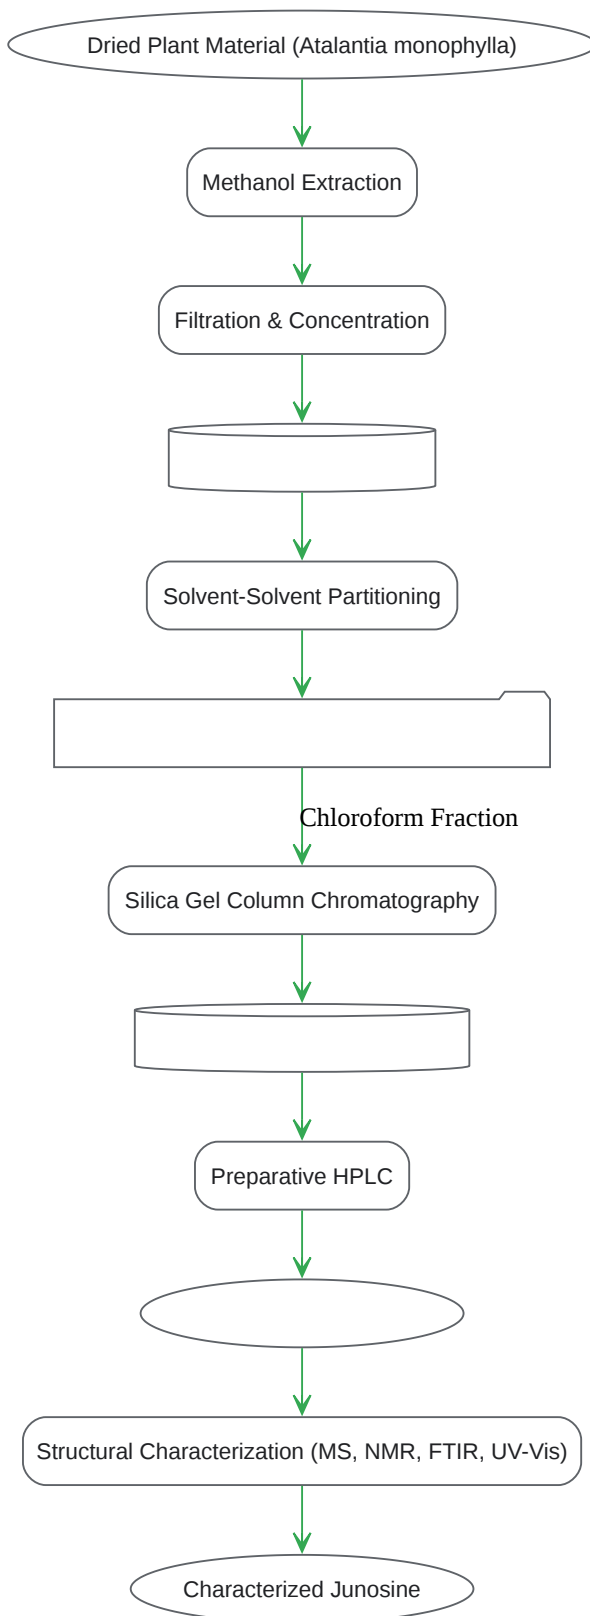 Dried Plant Material (Atalantia monophylla)
Methanol Extraction
Filtration & Concentration
Solvent-Solvent Partitioning
Chloroform Fraction
Silica Gel Column Chromatography
Preparative HPLC
Structural Characterization (MS, NMR, FTIR, UV-Vis)
Characterized Junosine